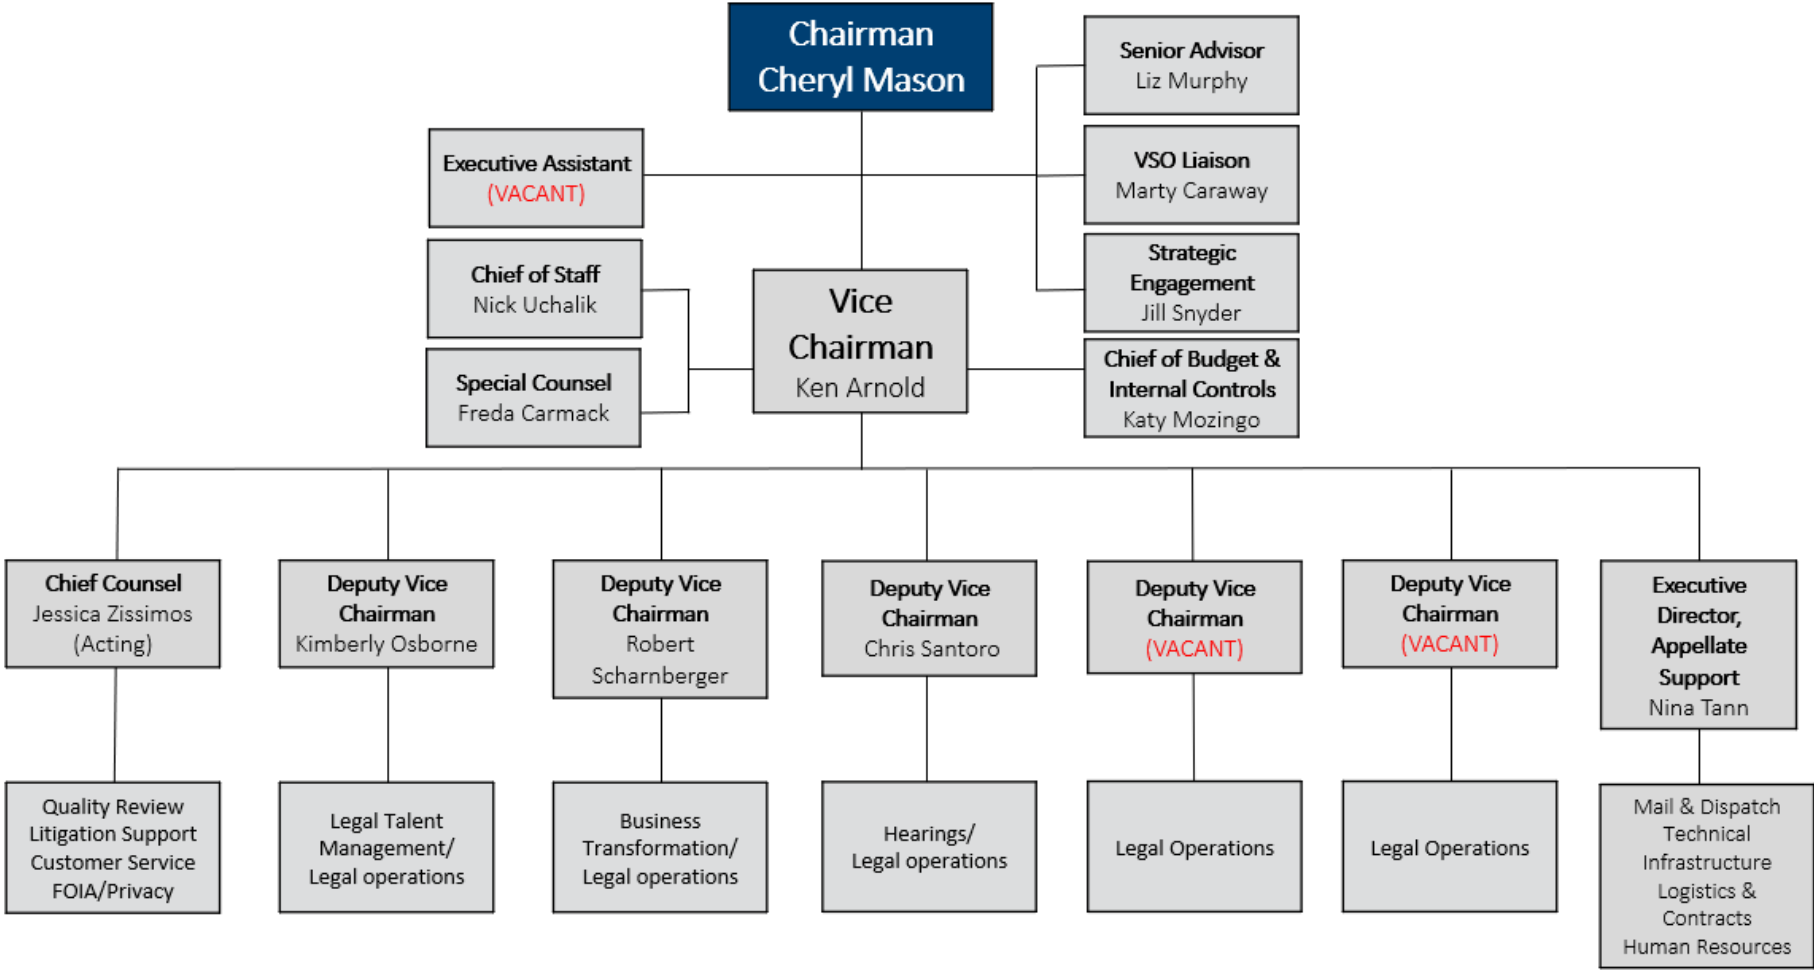 Chairman
Cheryl Mason
Senior Advisor
Liz Murphy
Executive Assistant
(VACANT)
VSO Liaison
Marty Caraway
Chief of Staff
Nick Uchalik
Strategic
Engagement
Jill Snyder
Vice
Chairman
Ken Arnold
Special Counsel
Freda Carmack
Chief of Budget &
Internal Controls
Katy Mozingo
Chief Counsel
Jessica Zissimos
(Acting)
Deputy Vice
Chairman
Kimberly Osborne
Deputy Vice
Chairman
Robert
Scharnberger
Deputy Vice
Chairman
Chris Santoro
Deputy Vice
Chairman
(VACANT)
Deputy Vice
Chairman
(VACANT)
Executive
Director,
Appellate
Support
Nina Tann
Quality Review
Litigation Support
Customer Service
FOIA/Privacy
Legal Talent
Management/
Legal operations
Business
Transformation/
Legal operations
Hearings/
Legal operations
Legal Operations
Legal Operations
Mail & Dispatch
Technical
Infrastructure
Logistics &
Contracts
Human Resources